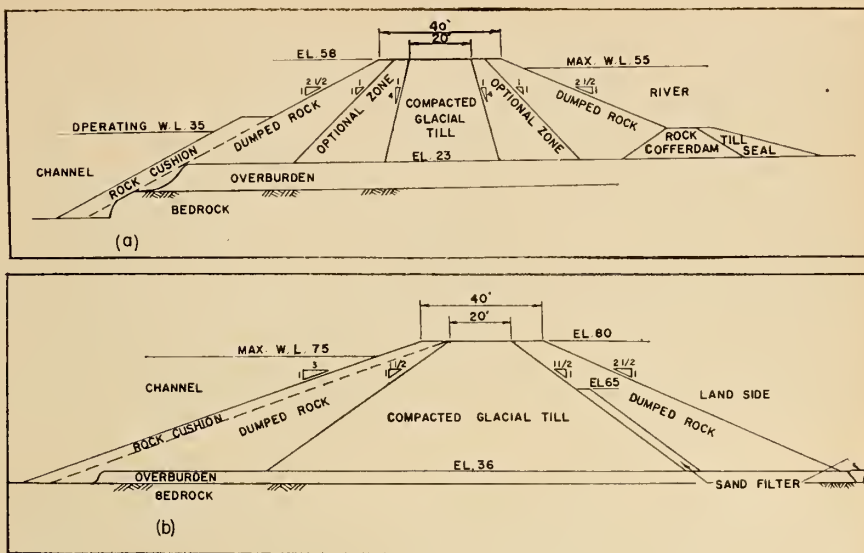 40'
20'
EL. 58
MAX. W. L. 55
2 1/2
1
1
1
1
4
1
4
1
1
2 1/2
1
RIVER
OPTIONAL ZONE
COMPACTED
GLACIAL
TILL
OPTIONAL ZONE
DUMPED ROCK
DUMPED ROCK
OPERATING W. L. 35
ROCK CUSHION
ROCK
COFFERDAM
TILL
SEAL
CHANNEL
EL. 23
OVERBURDEN
BEDROCK
(a)
40'
20'
EL. 80
MAX. W. L. 75
3
1
1 1/2
1
1 1/2
1
2 1/2
1
EL 65
CHANNEL
LAND SIDE
ROCK CUSHION
DUMPED ROCK
COMPACTED GLACIAL TILL
DUMPED ROCK
EL. 36
OVERBURDEN
BEDROCK
SAND FILTER
(b)